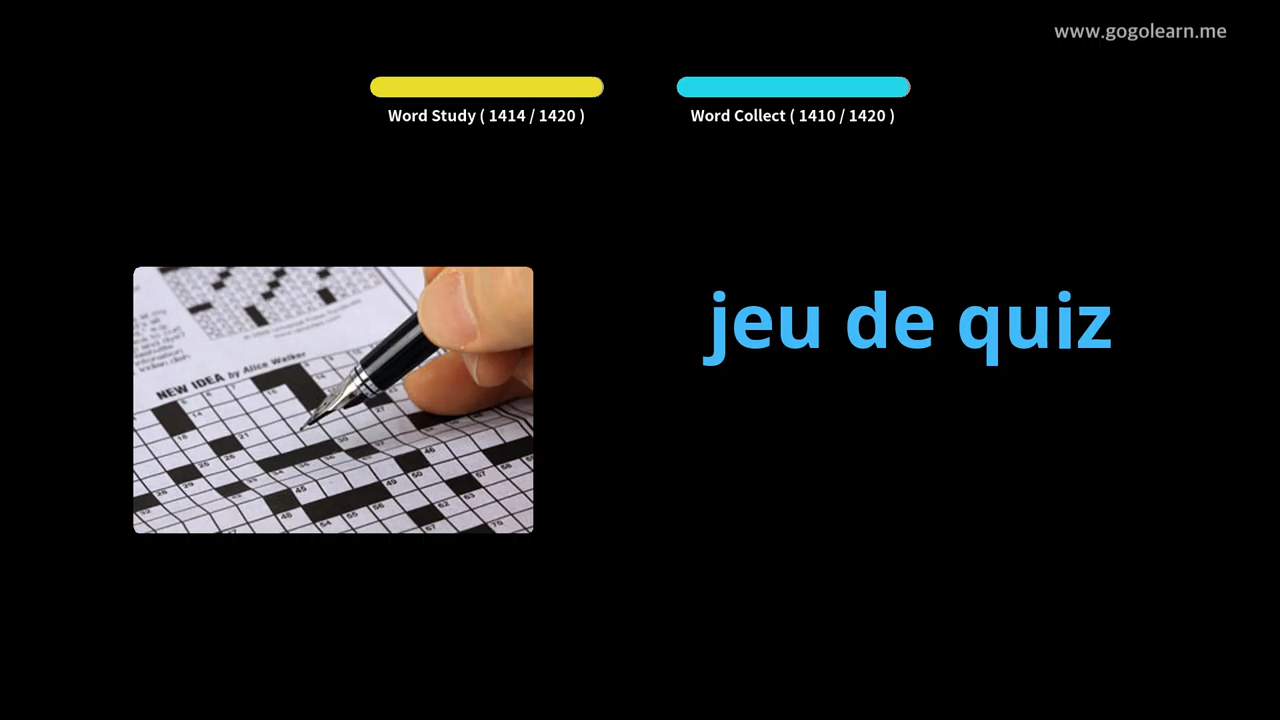 www.gogolearn.me
Word Study ( 1414 / 1420 )
Word Collect ( 1410 / 1420 )
jeu de quiz
NEW IDEA by Alice Walker